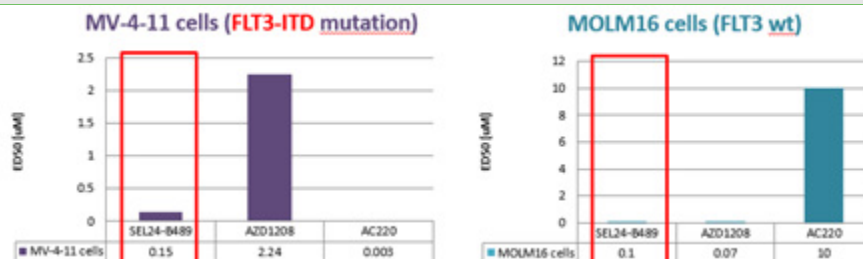 MV-4-11 cells (FLT3-ITD mutation)
2.5
2
1.5
1
0.5
0
ED50 [uM]
SEL24-B489 AZD1208 AC220
MV-4-11 cells 0.15 2.24 0.003
MOLM16 cells (FLT3 wt)
12
10
8
6
4
2
0
ED50 [uM]
SEL24-B489 AZD1208 AC220
MOLM16 cells 0.1 0.07 10